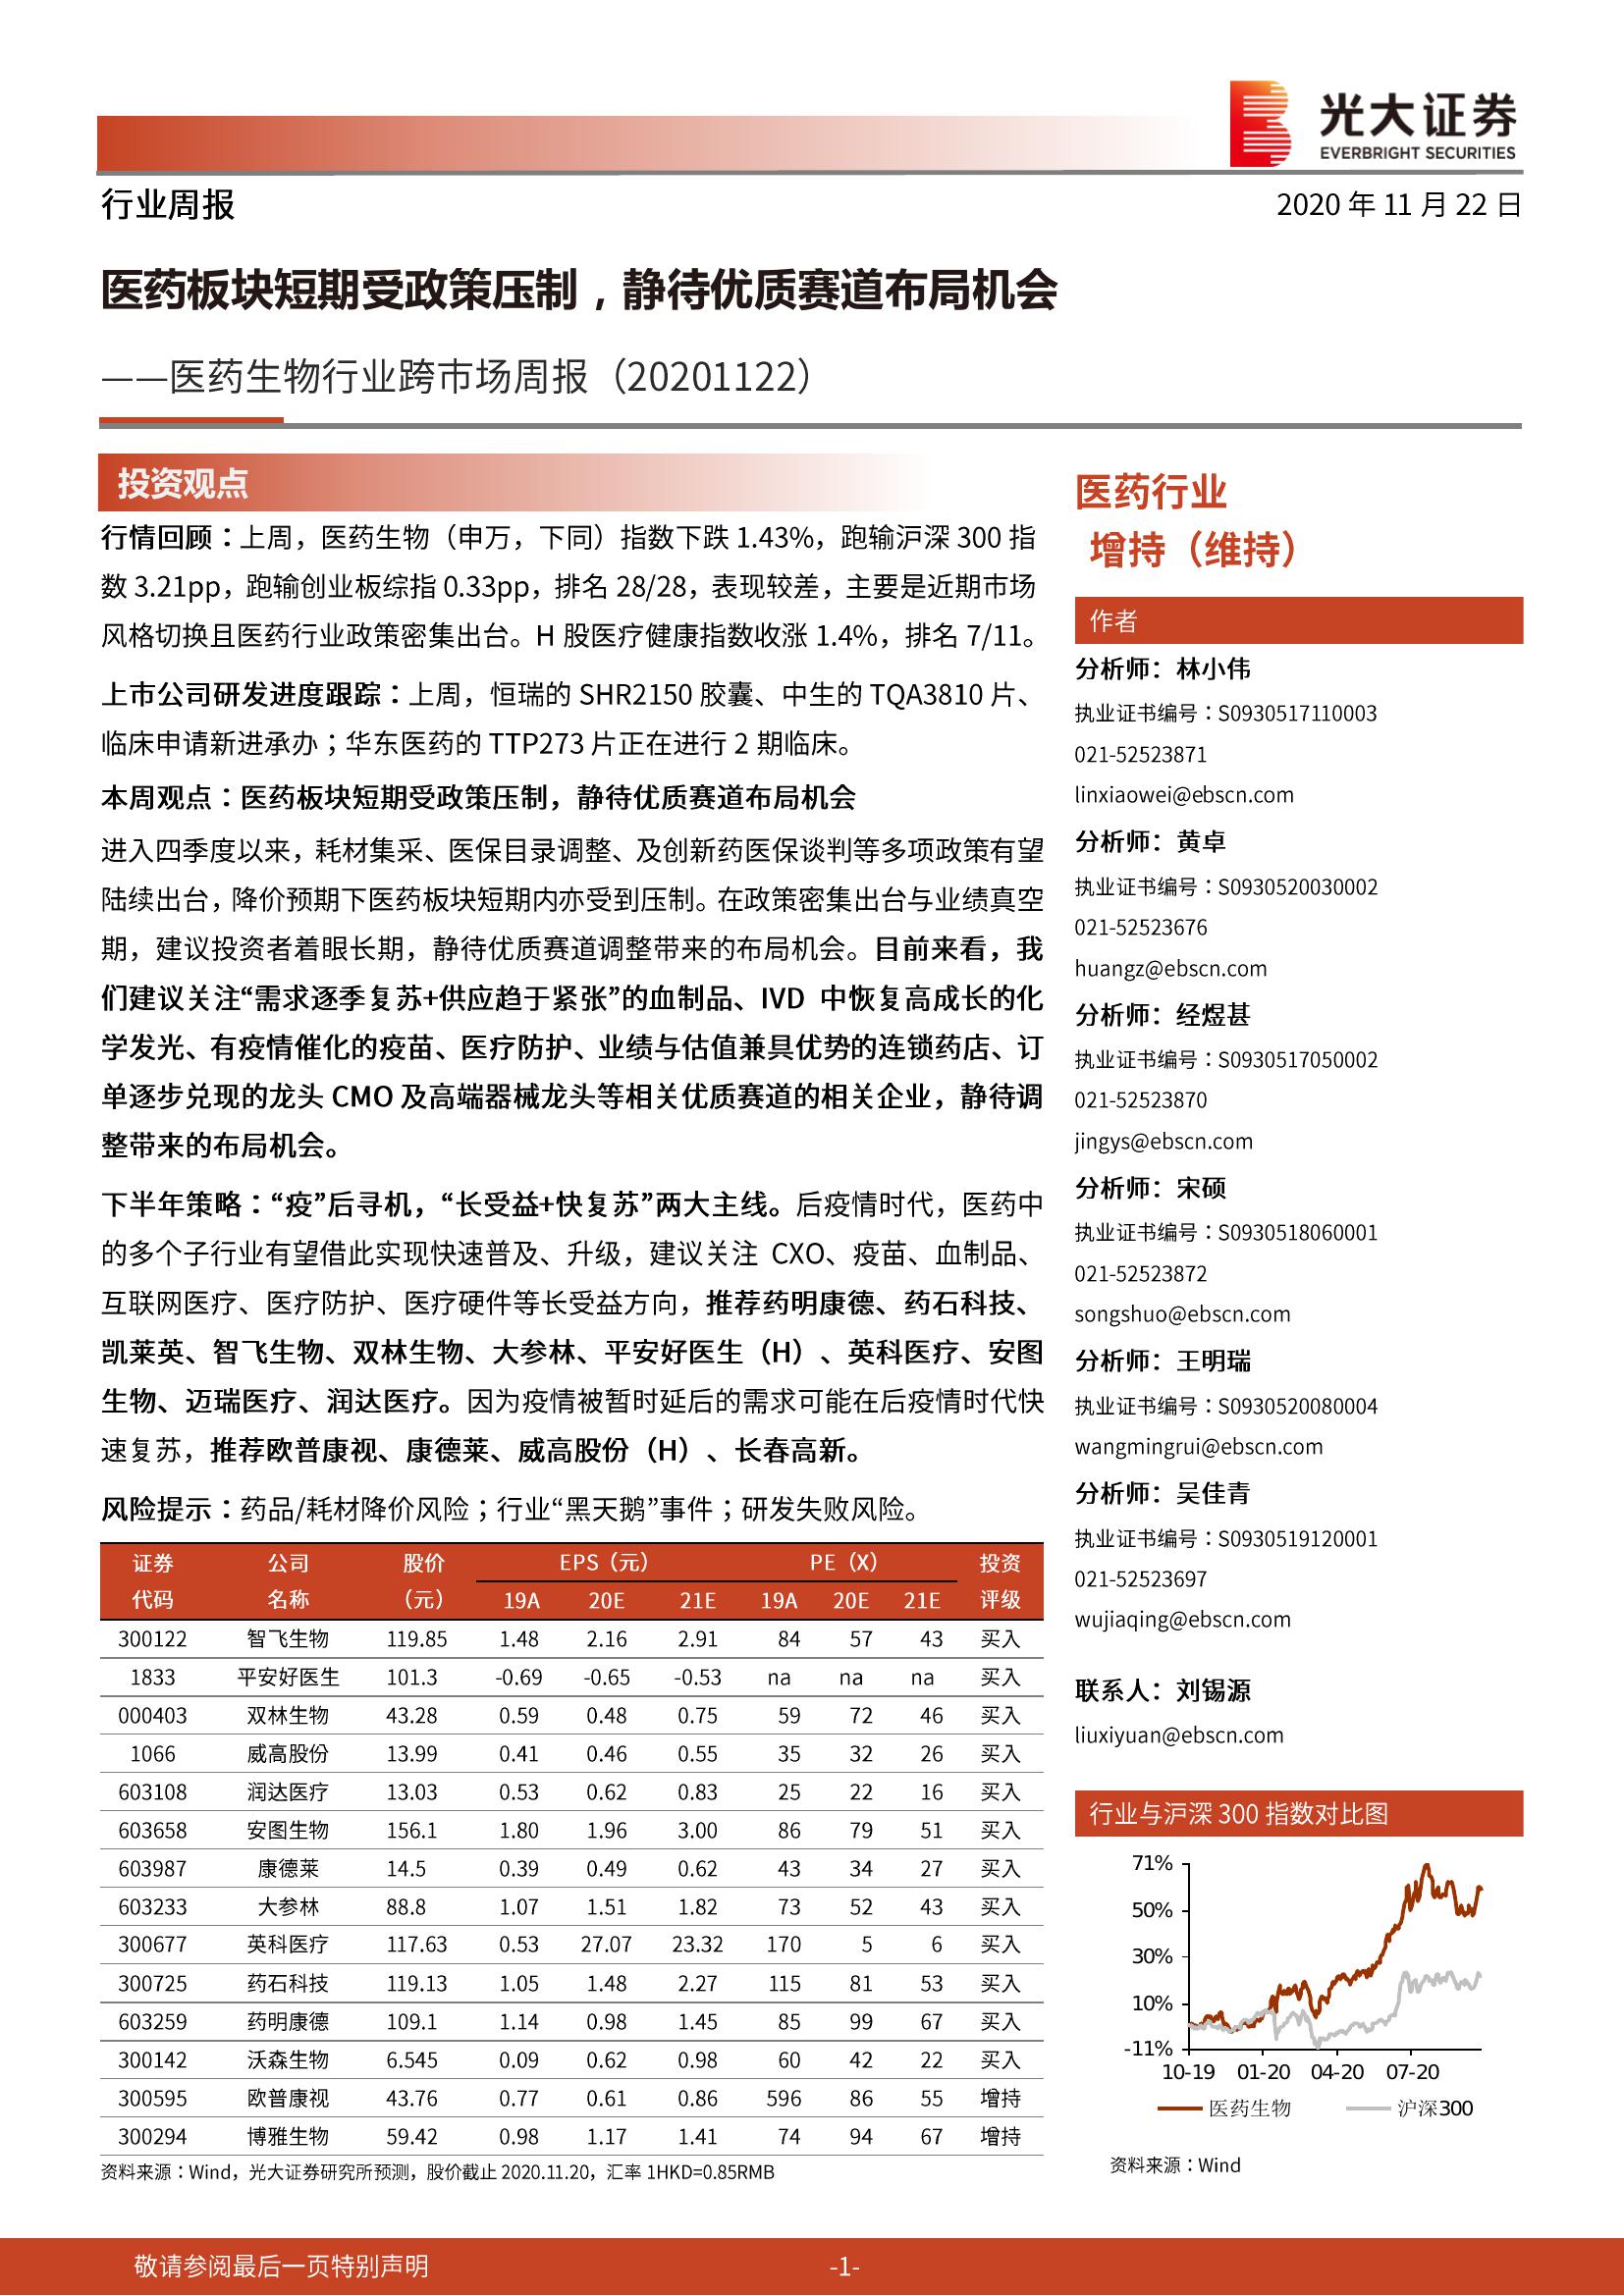 光大证券
EVERBRIGHT SECURITIES
行业周报
2020 年 11 月 22 日
医药板块短期受政策压制，静待优质赛道布局机会
——医药生物行业跨市场周报（20201122）
投资观点
行情回顾：上周，医药生物（申万，下同）指数下跌 1.43%，跑输沪深 300 指
数 3.21pp，跑输创业板综指 0.33pp，排名 28/28，表现较差，主要是近期市场
风格切换且医药行业政策密集出台。H 股医疗健康指数收涨 1.4%，排名 7/11。
上市公司研发进度跟踪：上周，恒瑞的 SHR2150 胶囊、中生的 TQA3810 片、
临床申请新进承办；华东医药的 TTP273 片正在进行 2 期临床。
本周观点：医药板块短期受政策压制，静待优质赛道布局机会
进入四季度以来，耗材集采、医保目录调整、及创新药医保谈判等多项政策有望
陆续出台，降价预期下医药板块短期内亦受到压制。在政策密集出台与业绩真空
期，建议投资者着眼长期，静待优质赛道调整带来的布局机会。目前来看，我
们建议关注“需求逐季复苏+供应趋于紧张”的血制品、IVD 中恢复高成长的化
学发光、有疫情催化的疫苗、医疗防护、业绩与估值兼具优势的连锁药店、订
单逐步兑现的龙头 CMO 及高端器械龙头等相关优质赛道的相关企业，静待调
整带来的布局机会。
下半年策略：“疫”后寻机，“长受益+快复苏”两大主线。后疫情时代，医药中
的多个子行业有望借此实现快速普及、升级，建议关注 CXO、疫苗、血制品、
互联网医疗、医疗防护、医疗硬件等长受益方向，推荐药明康德、药石科技、
凯莱英、智飞生物、双林生物、大参林、平安好医生（H）、英科医疗、安图
生物、迈瑞医疗、润达医疗。因为疫情被暂时延后的需求可能在后疫情时代快
速复苏，推荐欧普康视、康德莱、威高股份（H）、长春高新。
风险提示：药品/耗材降价风险；行业“黑天鹅”事件；研发失败风险。
证券 公司 股价 EPS（元） PE（X） 投资
代码 名称 （元） 19A 20E 21E 19A 20E 21E 评级
300122 智飞生物 119.85 1.48 2.16 2.91 84 57 43 买入
1833 平安好医生 101.3 -0.69 -0.65 -0.53 na na na 买入
000403 双林生物 43.28 0.59 0.48 0.75 59 72 46 买入
1066 威高股份 13.99 0.41 0.46 0.55 35 32 26 买入
603108 润达医疗 13.03 0.53 0.62 0.83 25 22 16 买入
603658 安图生物 156.1 1.80 1.96 3.00 86 79 51 买入
603987 康德莱 14.5 0.39 0.49 0.62 43 34 27 买入
603233 大参林 88.8 1.07 1.51 1.82 73 52 43 买入
300677 英科医疗 117.63 0.53 27.07 23.32 170 5 6 买入
300725 药石科技 119.13 1.05 1.48 2.27 115 81 53 买入
603259 药明康德 109.1 1.14 0.98 1.45 85 99 67 买入
300142 沃森生物 6.545 0.09 0.62 0.98 60 42 22 买入
300595 欧普康视 43.76 0.77 0.61 0.86 596 86 55 增持
300294 博雅生物 59.42 0.98 1.17 1.41 74 94 67 增持
资料来源：Wind，光大证券研究所预测，股价截止 2020.11.20，汇率 1HKD=0.85RMB
医药行业
增持（维持）
作者
分析师：林小伟
执业证书编号：S0930517110003
021-52523871
linxiaowei@ebscn.com
分析师：黄卓
执业证书编号：S0930520030002
021-52523676
huangz@ebscn.com
分析师：经煜甚
执业证书编号：S0930517050002
021-52523870
jingys@ebscn.com
分析师：宋硕
执业证书编号：S0930518060001
021-52523872
songshuo@ebscn.com
分析师：王明瑞
执业证书编号：S0930520080004
wangmingrui@ebscn.com
分析师：吴佳青
执业证书编号：S0930519120001
021-52523697
wujiaqing@ebscn.com
联系人：刘锡源
liuxiyuan@ebscn.com
行业与沪深 300 指数对比图
71%
50%
30%
10%
-11%
10-19 01-20 04-20 07-20
医药生物 沪深300
资料来源：Wind
敬请参阅最后一页特别声明
-1-